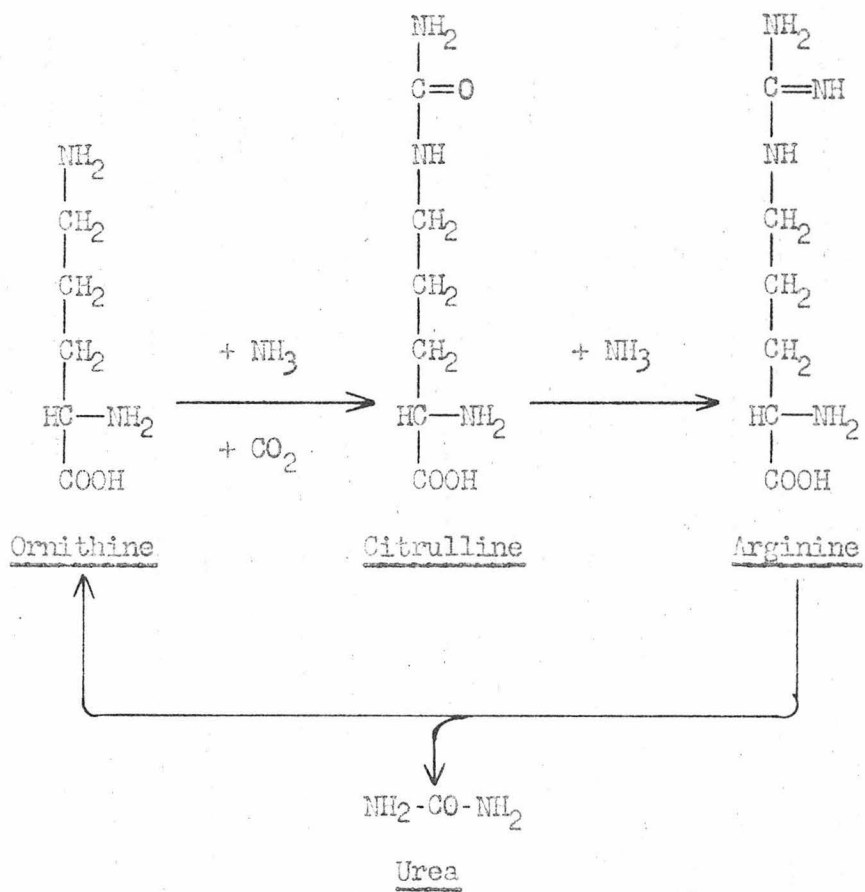 NH2
C=O
NH
CH2
CH2
CH2
HC—NH2
COOH
Citrulline
NH2
C=NH
NH
CH2
CH2
CH2
HC—NH2
COOH
Arginine
NH2
CH2
CH2
CH2
HC—NH2
COOH
Ornithine
+ NH3
+ CO2
+ NH3
NH2-CO-NH2
Urea